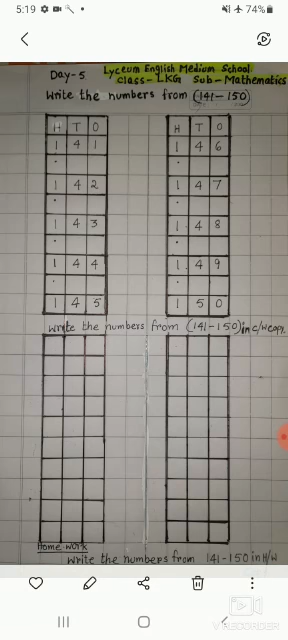 5:19
74%
Lyceum English Medium School
Day-5
Class-LKG Sub-Mathematics
Write the numbers from (141-150)
H T O
1 4 1
1 4 2
1 4 3
1 4 4
1 4 5
H T O
1 4 6
1 4 7
1 4 8
1 4 9
1 5 0
Write the numbers from (141-150) in c/w copy.
Home work
Write the numbers from 141-150 in H/W
V RECORDER